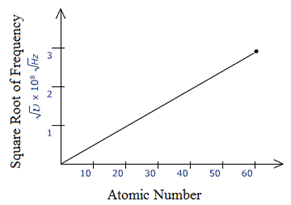 Square Root of Frequency
√υ × 10⁸ √Hz
3
2
1
10 20 30 40 50 60
Atomic Number